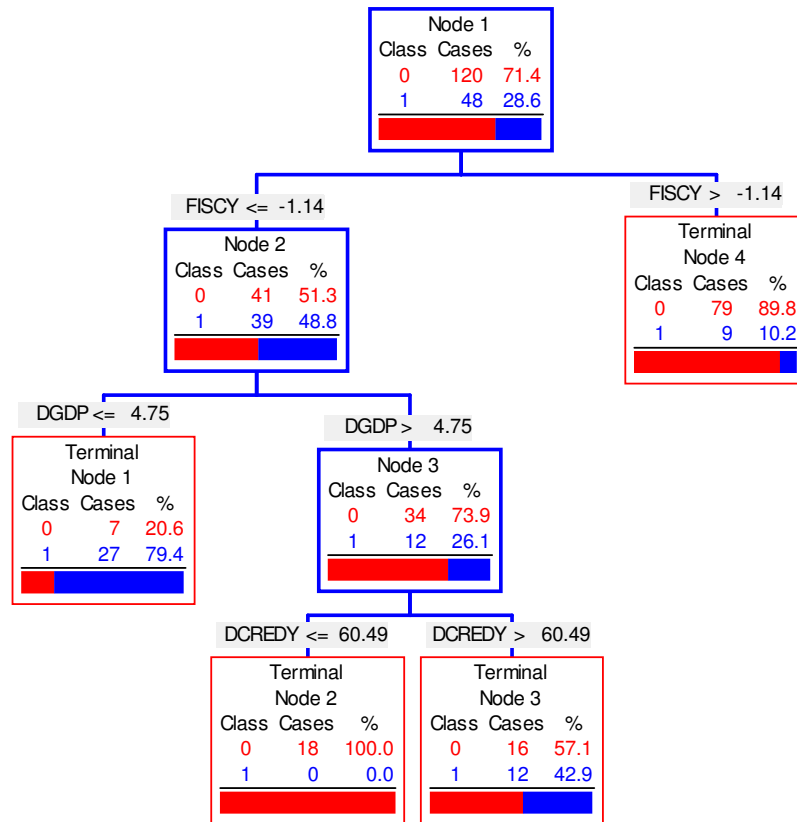 Node 1
Class Cases %
0 120 71.4
1 48 28.6
FISCY <= -1.14
FISCY > -1.14
Node 2
Class Cases %
0 41 51.3
1 39 48.8
Terminal
Node 4
Class Cases %
0 79 89.8
1 9 10.2
DGDP <= 4.75
DGDP > 4.75
Terminal
Node 1
Class Cases %
0 7 20.6
1 27 79.4
Node 3
Class Cases %
0 34 73.9
1 12 26.1
DCREDY <= 60.49
DCREDY > 60.49
Terminal
Node 2
Class Cases %
0 18 100.0
1 0 0.0
Terminal
Node 3
Class Cases %
0 16 57.1
1 12 42.9